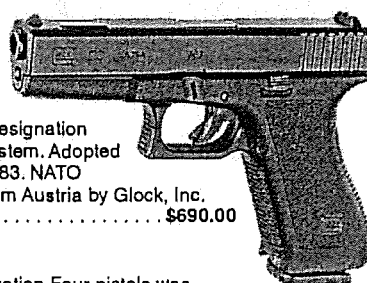 esignation
stem. Adopted
83. NATO
m Austria by Glock, Inc.
................ $690.00
ation Four pistols was